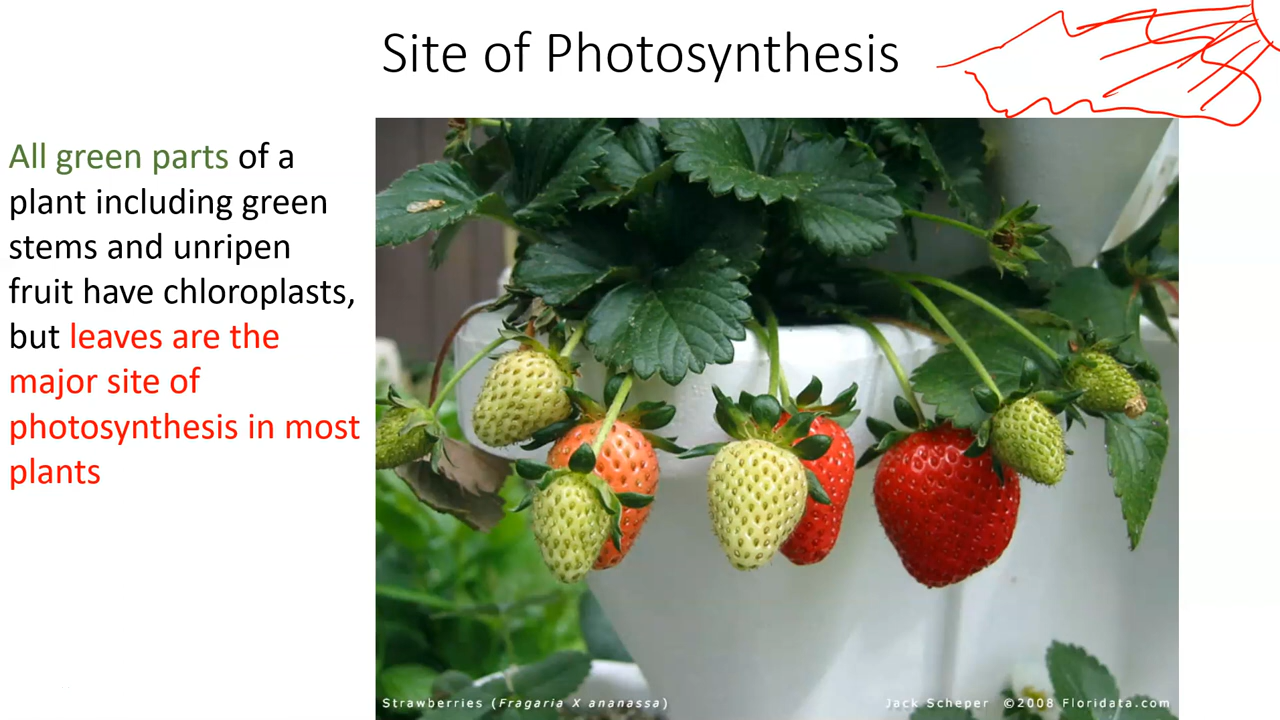 Site of Photosynthesis
All green parts of a
plant including green
stems and unripen
fruit have chloroplasts,
but leaves are the
major site of
photosynthesis in most
plants
Strawberries (Fragaria X ananassa)
Jack Scheper ©2008 Floridata.com